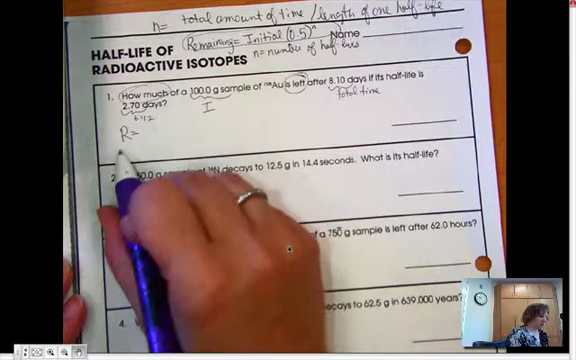 n= total amount of time / length of one half-life
Remaining = Initial (0.5)ⁿ
Name
HALF-LIFE OF
RADIOACTIVE ISOTOPES
n = number of half-lives
1. How much of a 100.0 g sample of ¹⁹⁸Au is left after 8.10 days if its half-life is
2.70 days?
I
total time
t 1/2
R=
2.
50.0 g
N decays to 12.5 g in 14.4 seconds. What is its half-life?
of a 750 g sample is left after 62.0 hours?
decays to 62.5 g in 639,000 years?
4.